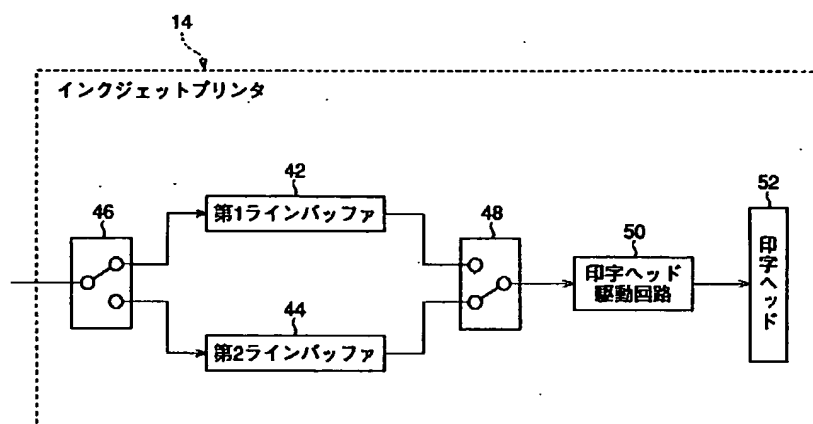 14
インクジェットプリンタ
42
第1ラインバッファ
46
48
52
印字ヘッド
50
印字ヘッド
駆動回路
44
第2ラインバッファ